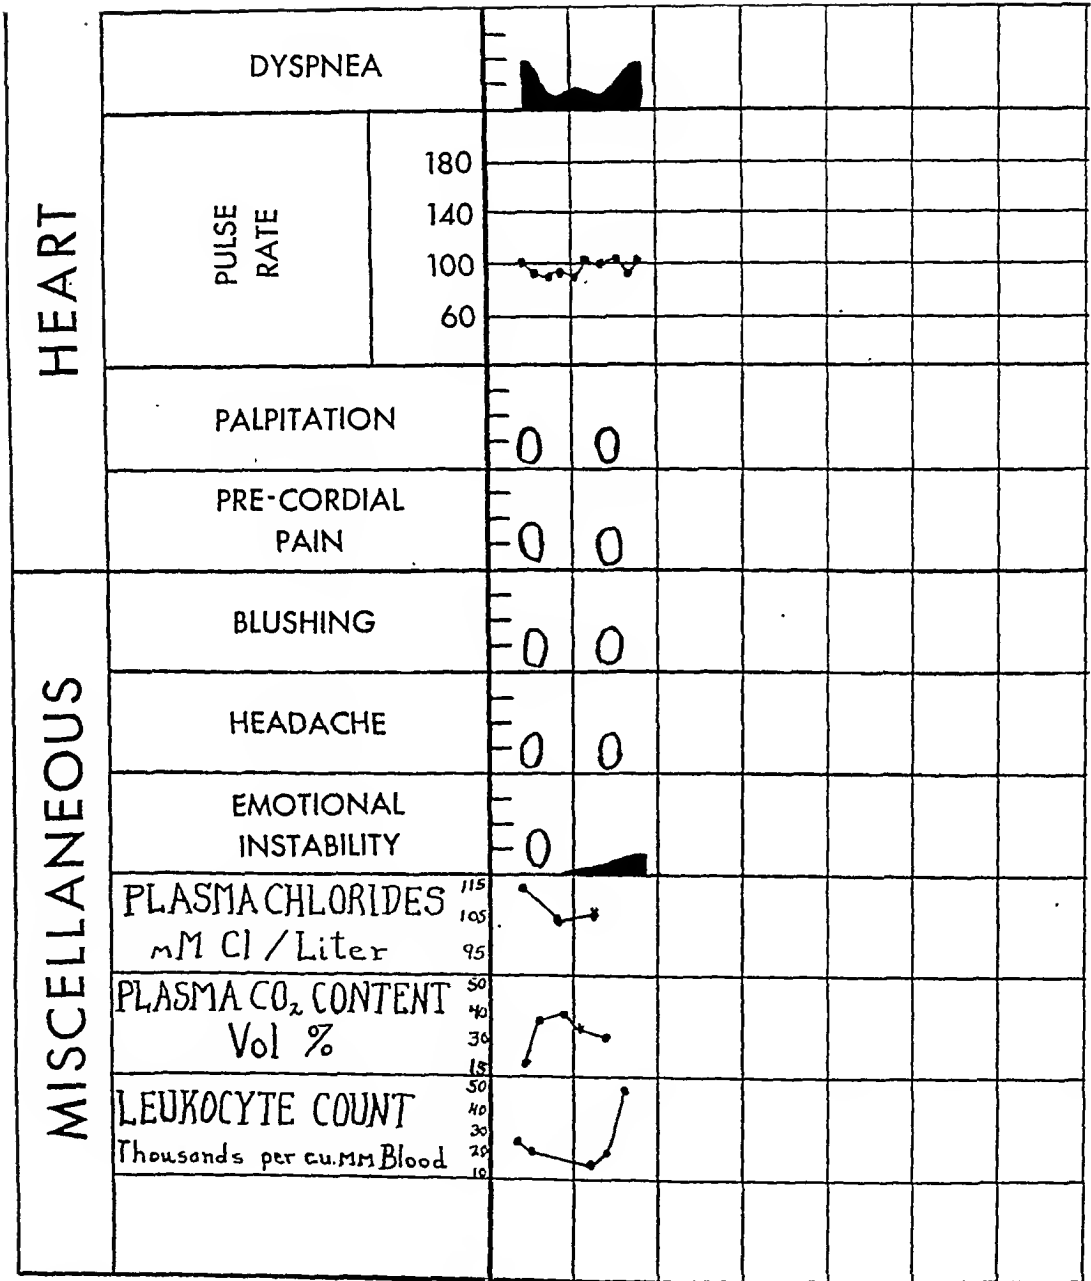 HEART
DYSPNEA
PULSE
RATE
180
140
100
60
PALPITATION
0 0
PRE-CORDIAL
PAIN
0 0
MISCELLANEOUS
BLUSHING
0 0
HEADACHE
0 0
EMOTIONAL
INSTABILITY
0
PLASMA CHLORIDES
mM Cl / Liter
115
105
95
PLASMA CO₂ CONTENT
Vol %
50
40
30
15
LEUKOCYTE COUNT
Thousands per cu.MM Blood
50
40
30
20
10